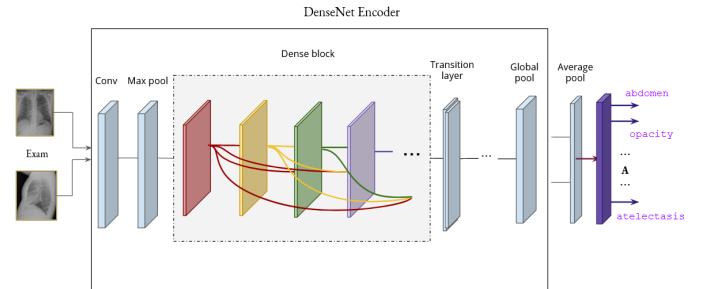 DenseNet Encoder
Dense block
Conv
Max pool
Transition
layer
Global
pool
Average
pool
Exam
...
...
abdomen
opacity
...
A
...
atelectasis